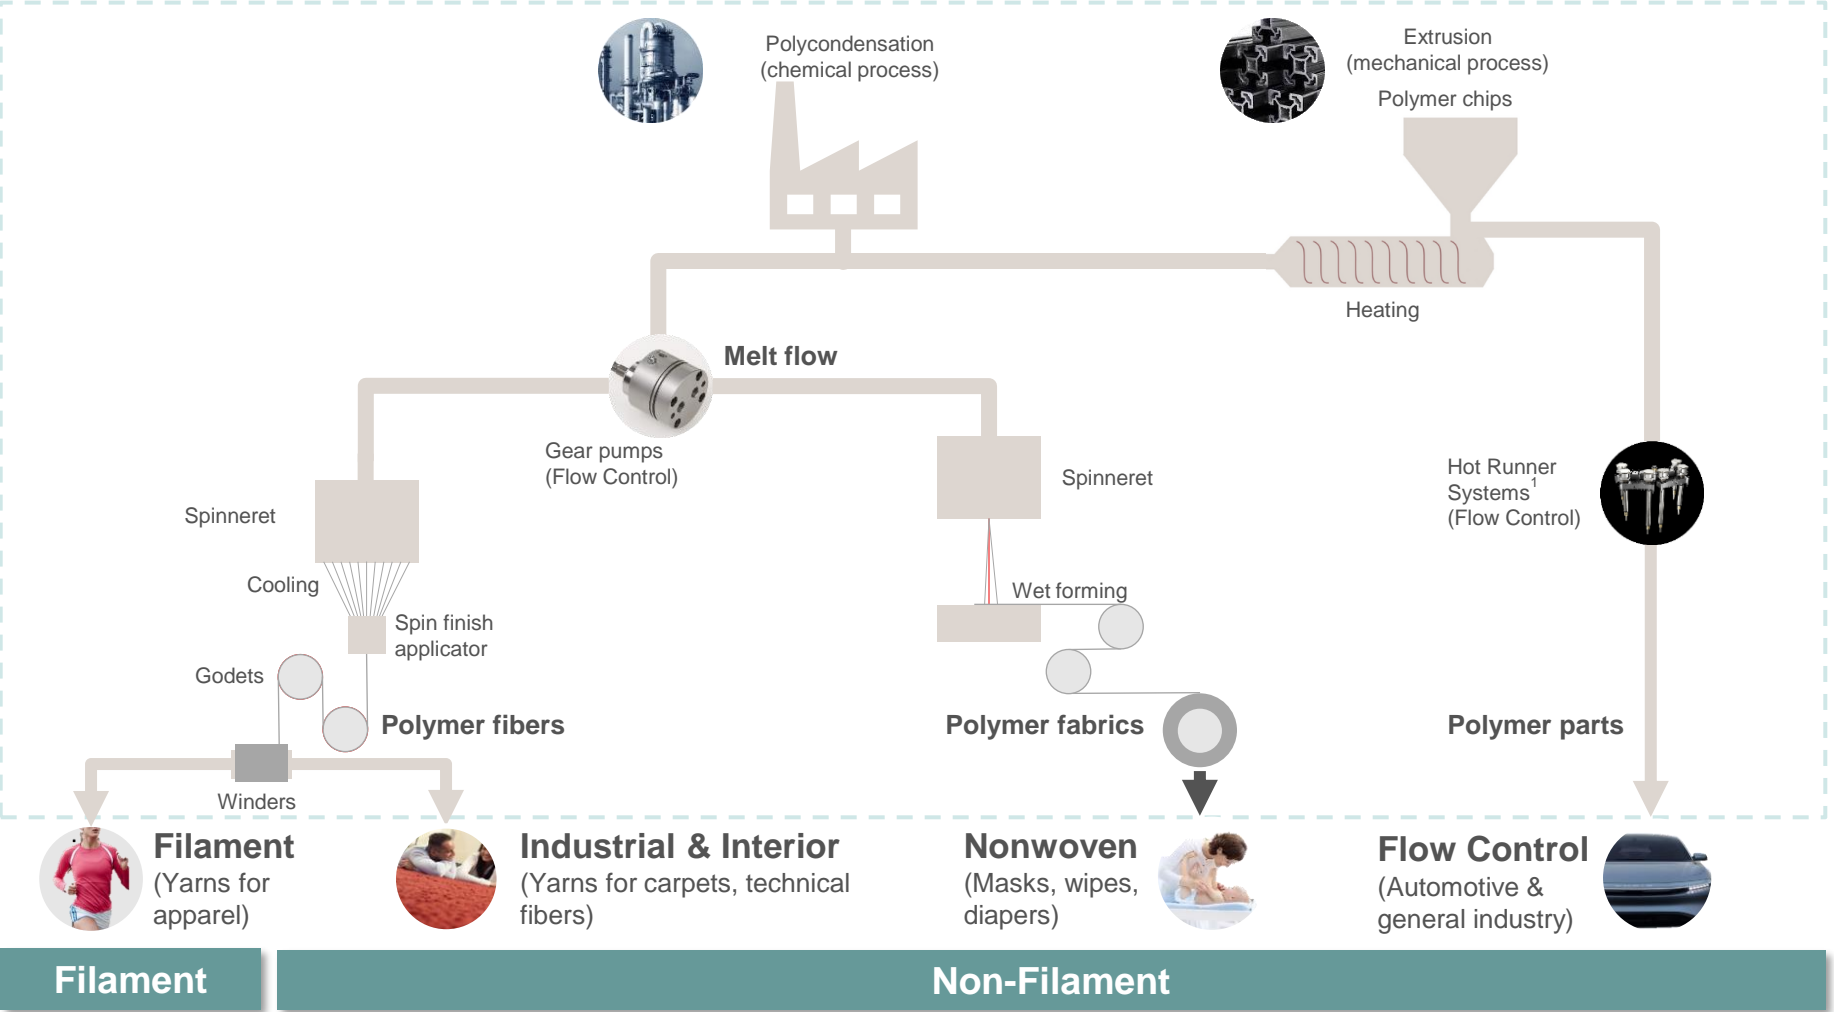 Polycondensation
(chemical process)
Extrusion
(mechanical process)
Polymer chips
Heating
Melt flow
Gear pumps
(Flow Control)
Spinneret
Spinneret
Hot Runner
Systems1
(Flow Control)
Cooling
Wet forming
Spin finish
applicator
Godets
Polymer fibers
Polymer fabrics
Polymer parts
Winders
Filament
(Yarns for
apparel)
Industrial & Interior
(Yarns for carpets, technical
fibers)
Nonwoven
(Masks, wipes,
diapers)
Flow Control
(Automotive &
general industry)
Filament
Non-Filament